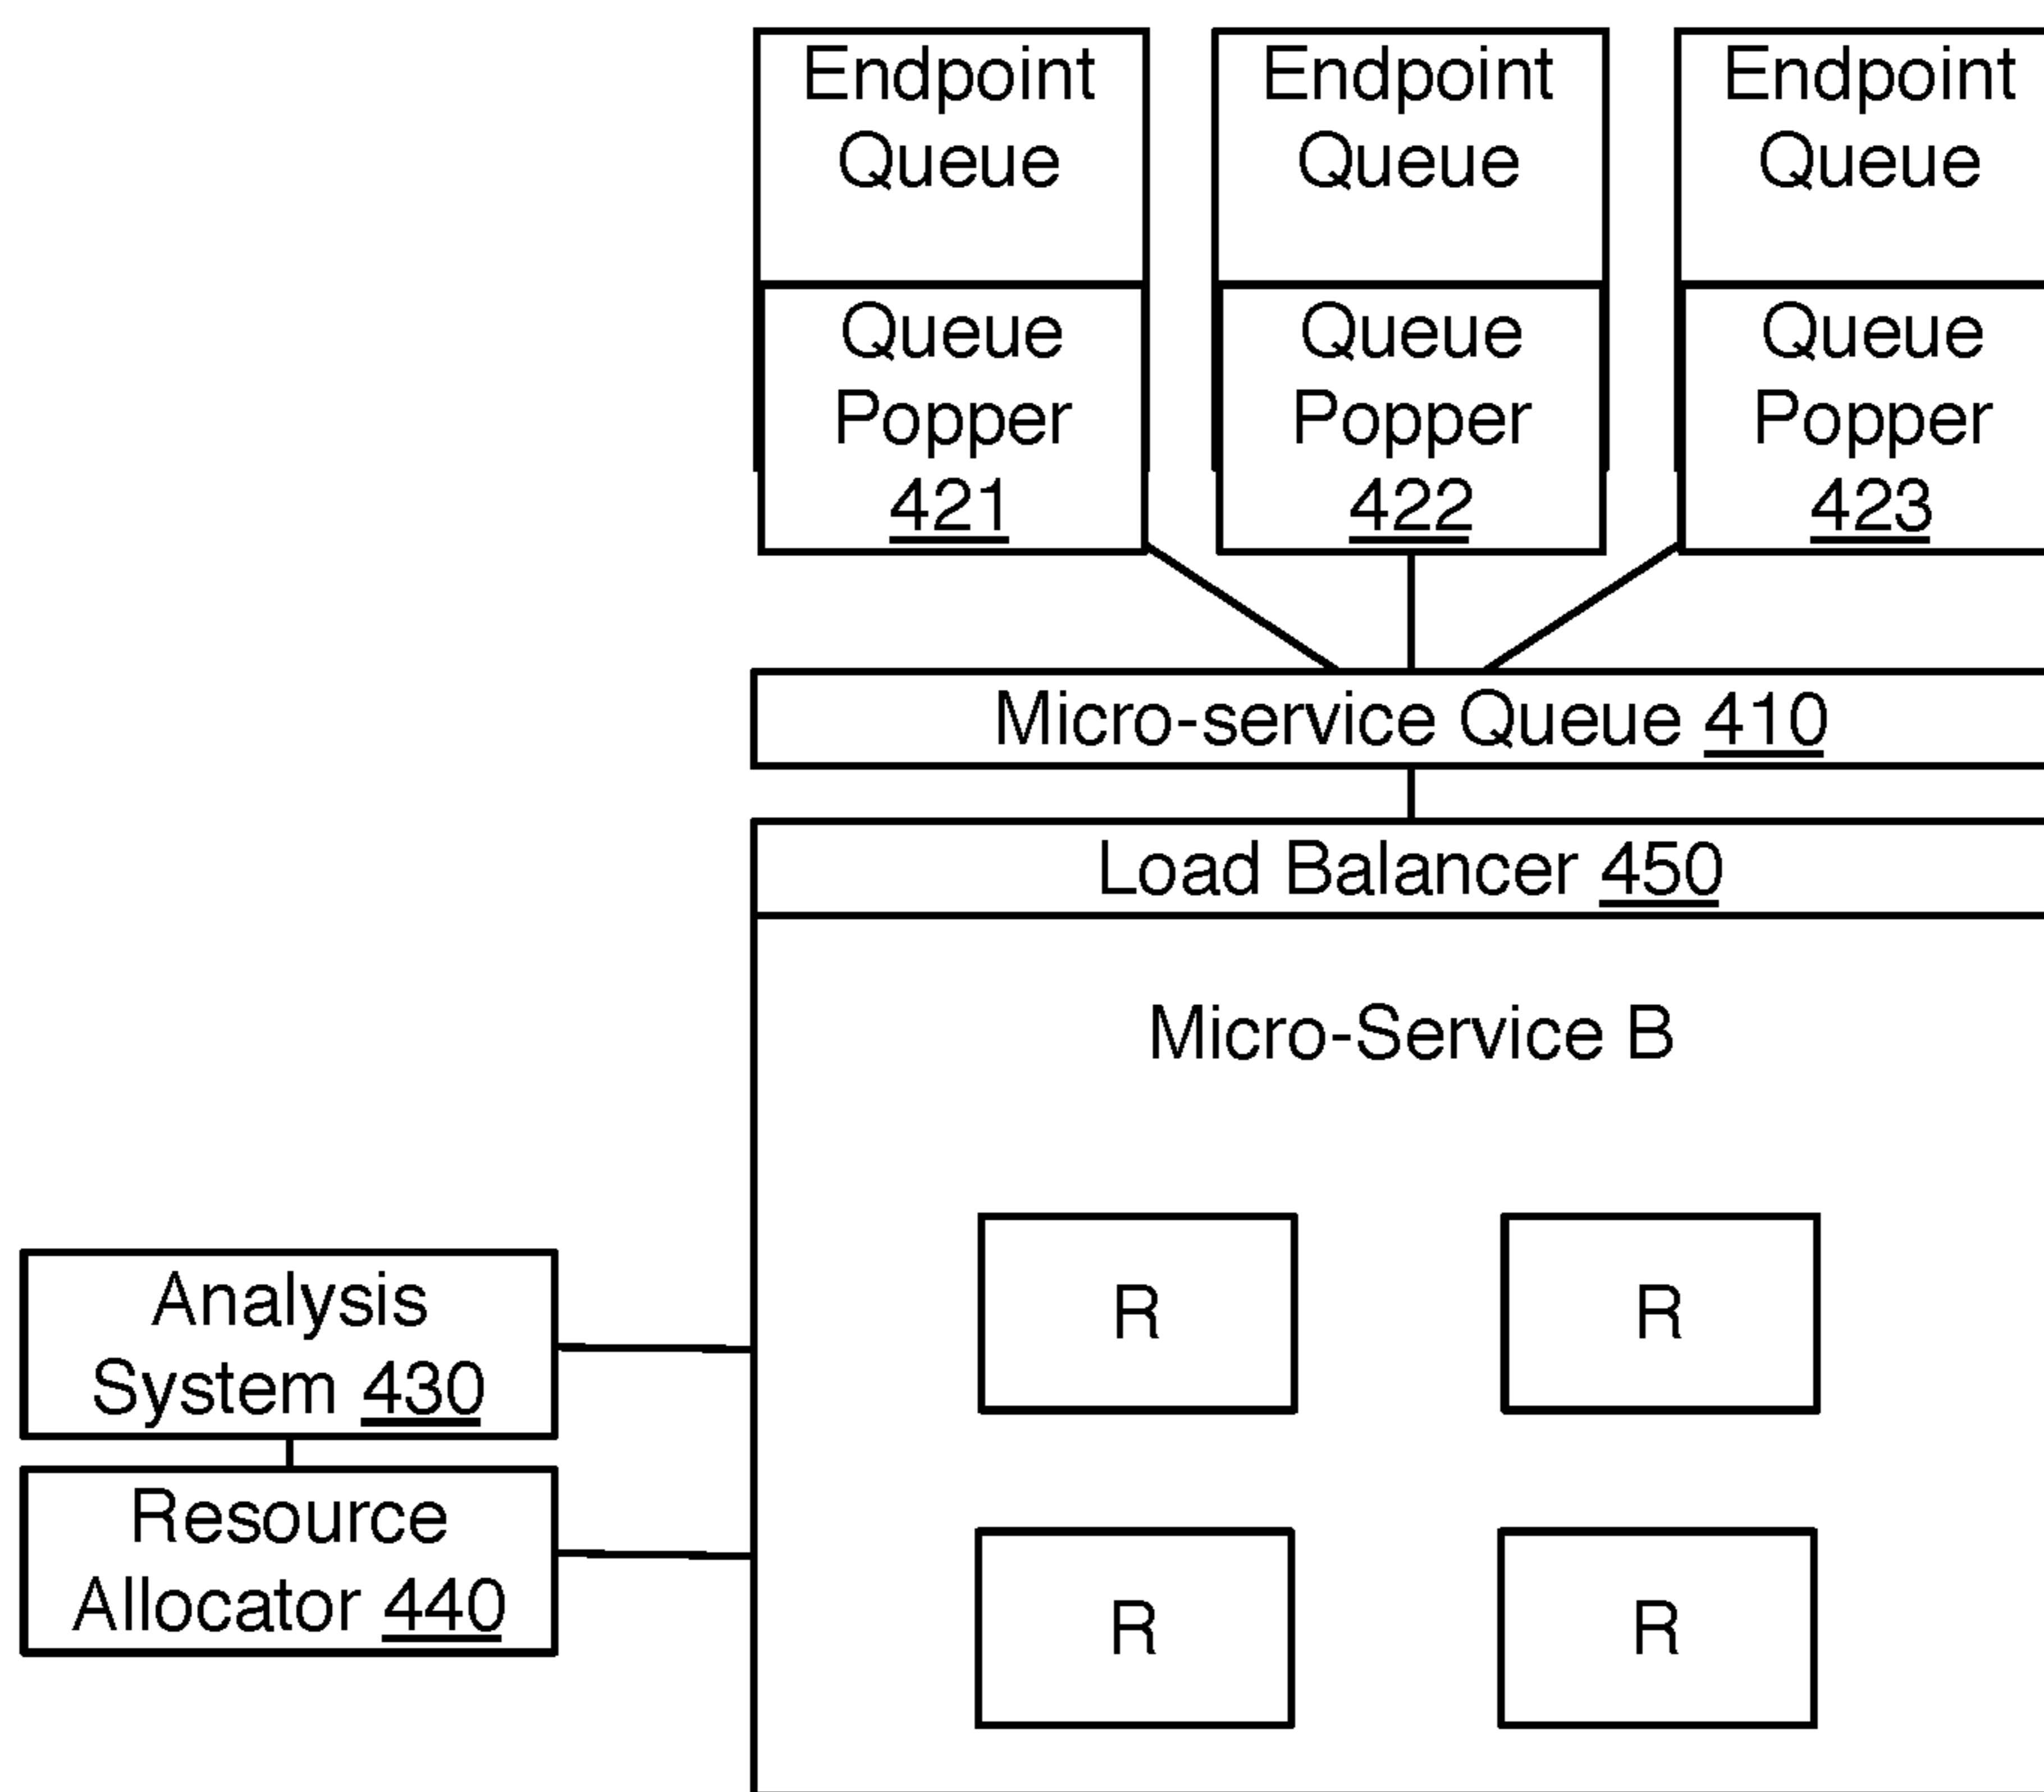 Endpoint
Queue
Endpoint
Queue
Endpoint
Queue
Queue
Popper
421
Queue
Popper
422
Queue
Popper
423
Micro-service Queue 410
Load Balancer 450
Micro-Service B
Analysis
System 430
Resource
Allocator 440
R
R
R
R